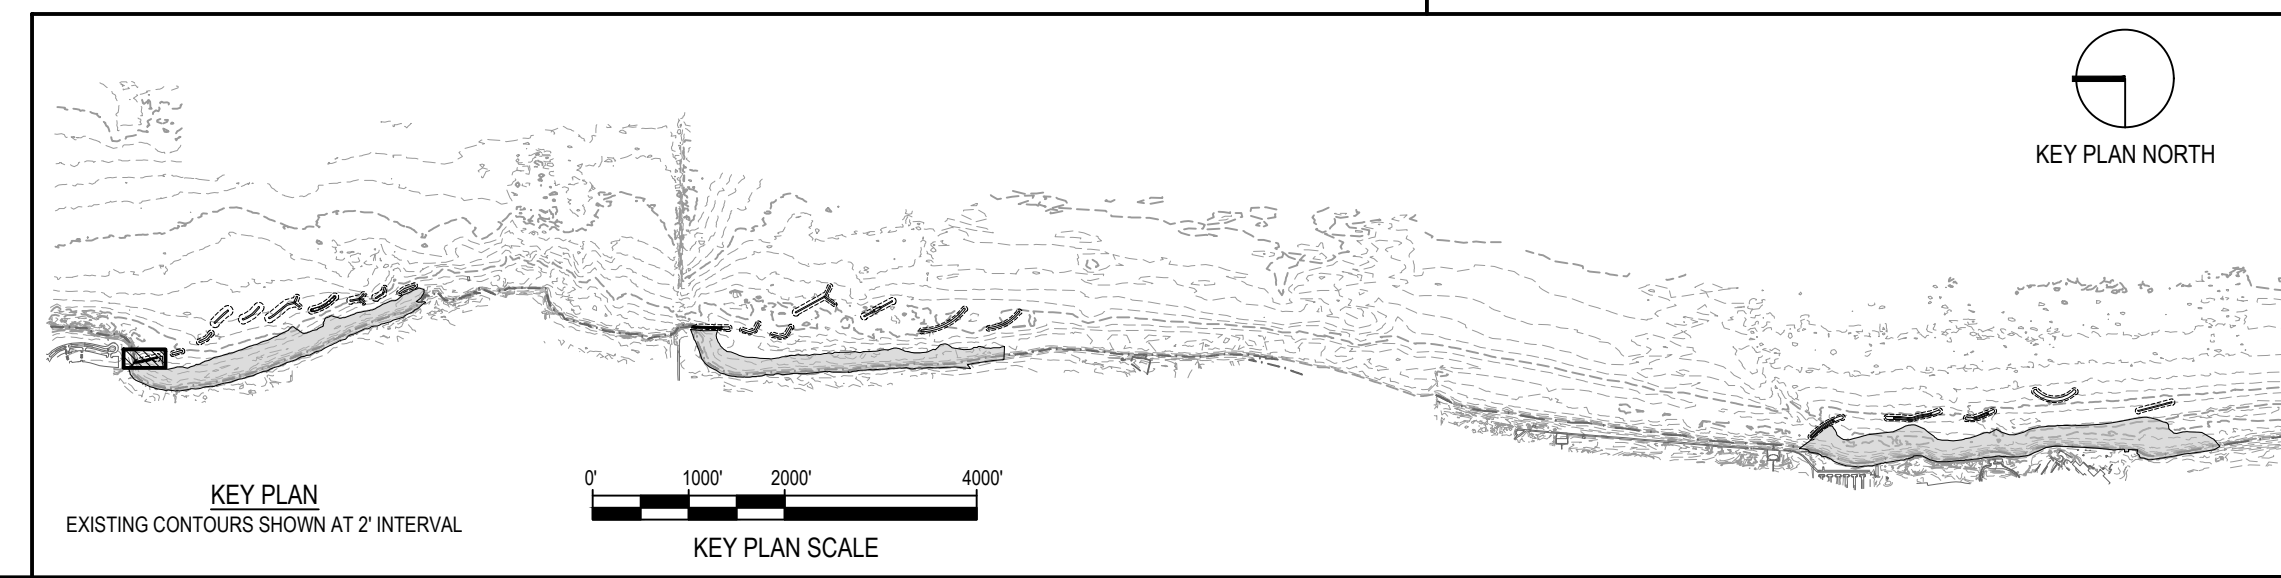 KEY PLAN NORTH
0' 1000' 2000' 4000'
KEY PLAN
EXISTING CONTOURS SHOWN AT 2' INTERVAL
KEY PLAN SCALE